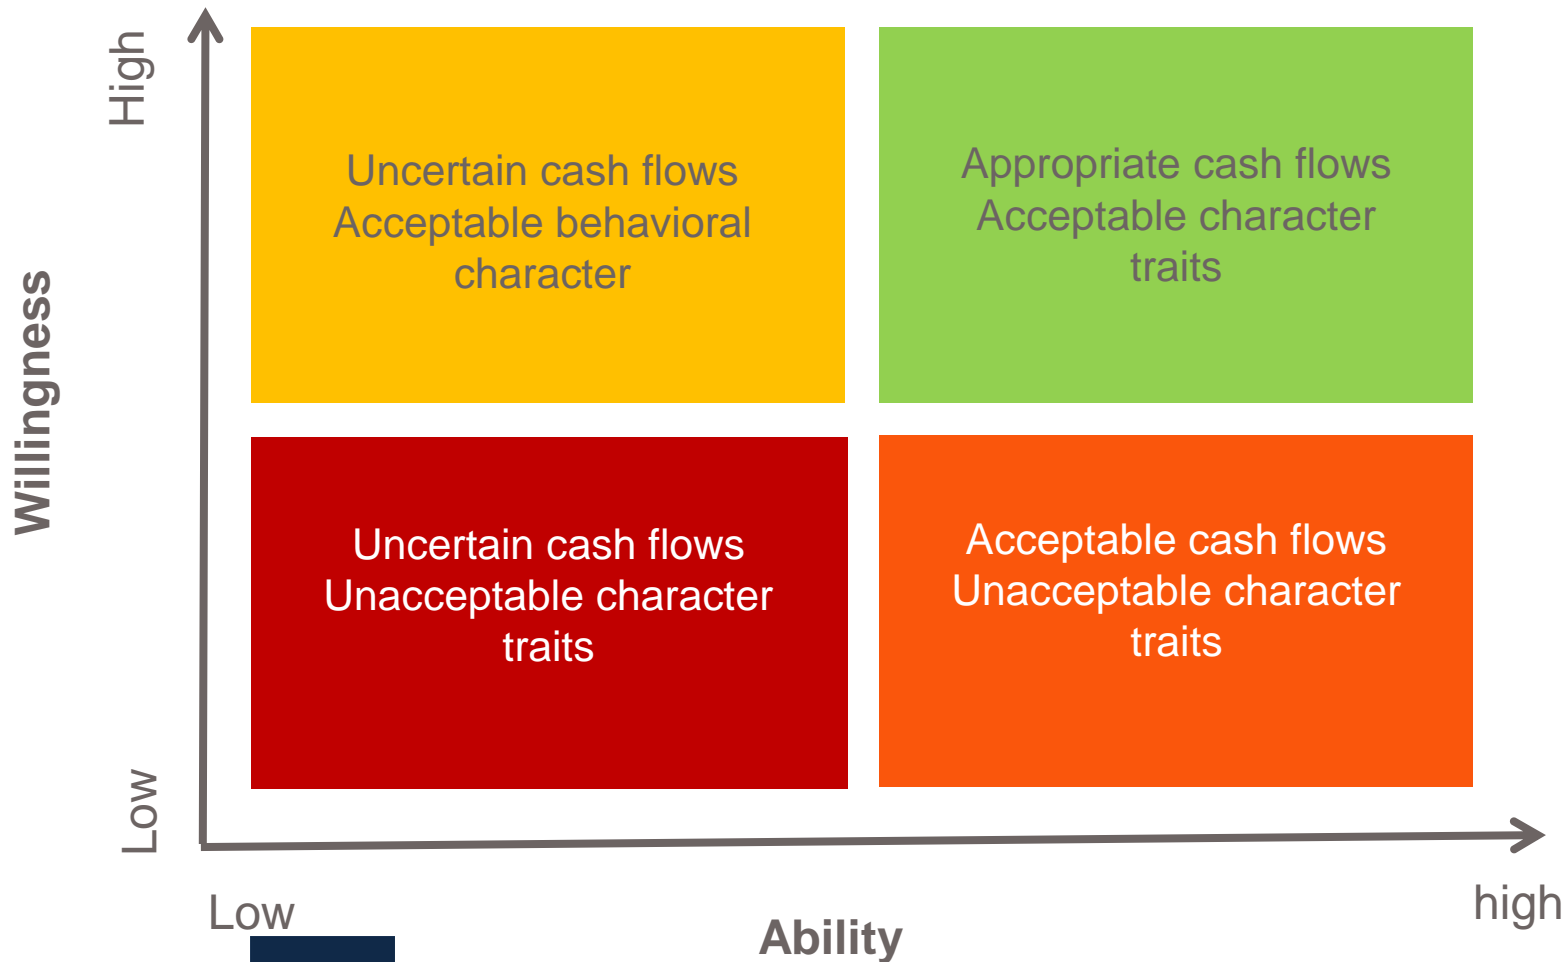 High
Uncertain cash flows
Acceptable behavioral
character
Appropriate cash flows
Acceptable character
traits
Willingness
Uncertain cash flows
Unacceptable character
traits
Acceptable cash flows
Unacceptable character
traits
Low
Low
high
Ability